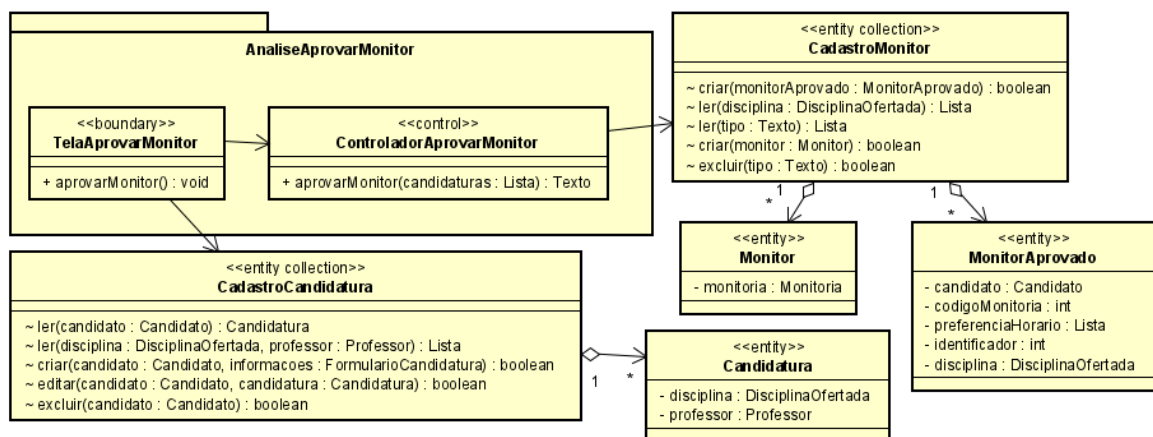 AnaliseAprovarMonitor
<<boundary>>
TelaAprovarMonitor
+ aprovarMonitor() : void
<<control>>
ControladorAprovarMonitor
+ aprovarMonitor(candidaturas : Lista) : Texto
<<entity collection>>
CadastroMonitor
~ criar(monitorAprovado : MonitorAprovado) : boolean
~ ler(disciplina : DisciplinaOfertada) : Lista
~ ler(tipo : Texto) : Lista
~ criar(monitor : Monitor) : boolean
~ excluir(tipo : Texto) : boolean
1
*
1
*
<<entity>>
Monitor
- monitoria : Monitoria
<<entity>>
MonitorAprovado
- candidato : Candidato
- codigoMonitoria : int
- preferenciaHorario : Lista
- identificador : int
- disciplina : DisciplinaOfertada
<<entity collection>>
CadastroCandidatura
~ ler(candidato : Candidato) : Candidatura
~ ler(disciplina : DisciplinaOfertada, professor : Professor) : Lista
~ criar(candidato : Candidato, informacoes : FormularioCandidatura) : boolean
~ editar(candidato : Candidato, candidatura : Candidatura) : boolean
~ excluir(candidato : Candidato) : boolean
1
*
<<entity>>
Candidatura
- disciplina : DisciplinaOfertada
- professor : Professor